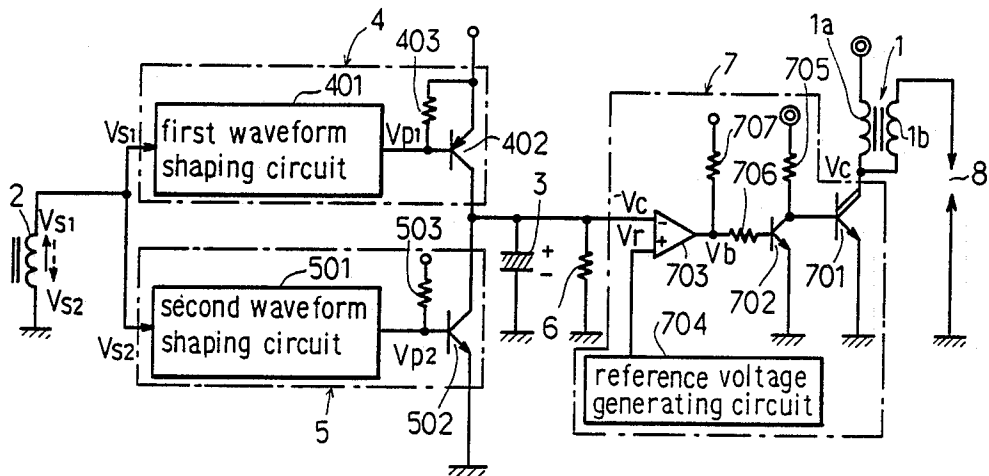 4
403
401
first waveform
shaping circuit
VS1
Vp1
402
2
VS1
VS2
503
501
second waveform
shaping circuit
VS2
Vp2
502
5
3
+
-
6
7
Vc
Vr
-
+
703
707
706
Vb
702
705
701
704
reference voltage
generating circuit
1a
1
1b
Vc
8